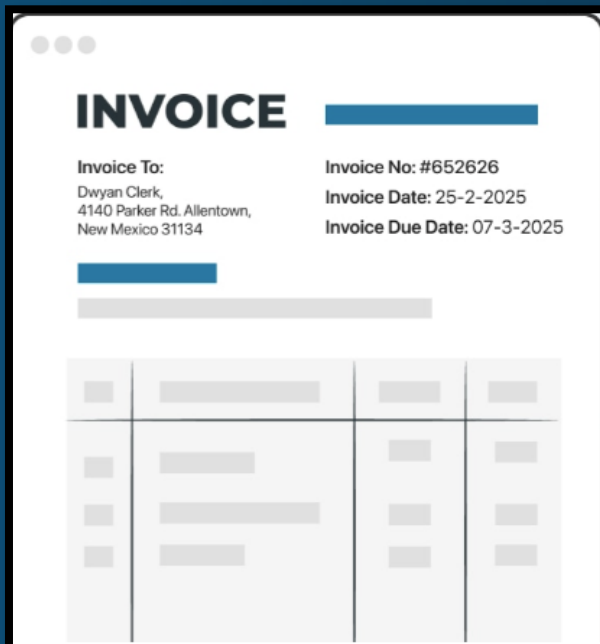 INVOICE
Invoice To:
Dwyan Clerk,
4140 Parker Rd. Allentown,
New Mexico 31134
Invoice No: #652626
Invoice Date: 25-2-2025
Invoice Due Date: 07-3-2025